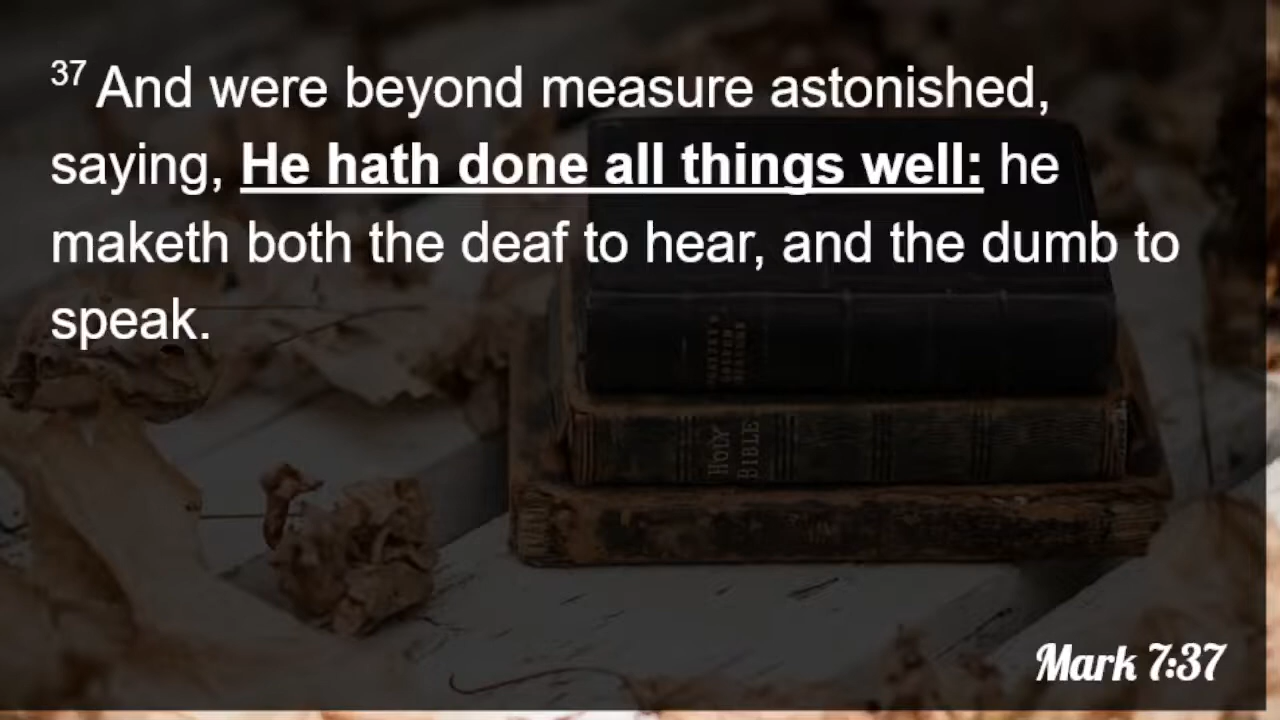 37 And were beyond measure astonished,
saying, He hath done all things well: he
maketh both the deaf to hear, and the dumb to
speak.
HOLY
BIBLE
Mark 7:37